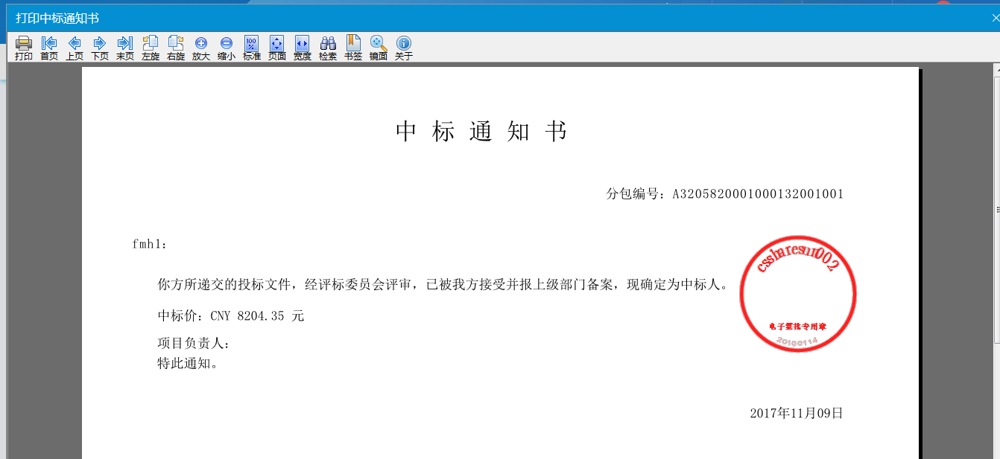 打印中标通知书
打印 首页 上页 下页 末页 左旋 右旋 放大 缩小 标准 页面 宽度 检索 书签 镜面 关于
100
%
中 标 通 知 书
分包编号：A3205820001000132001001
fmh1：
cssharesun002
你方所递交的投标文件，经评标委员会评审，已被我方接受并报上级部门备案，现确定为中标人。
中标价：CNY 8204.35 元
电子签批专用章
20100114
项目负责人：
特此通知。
2017年11月09日